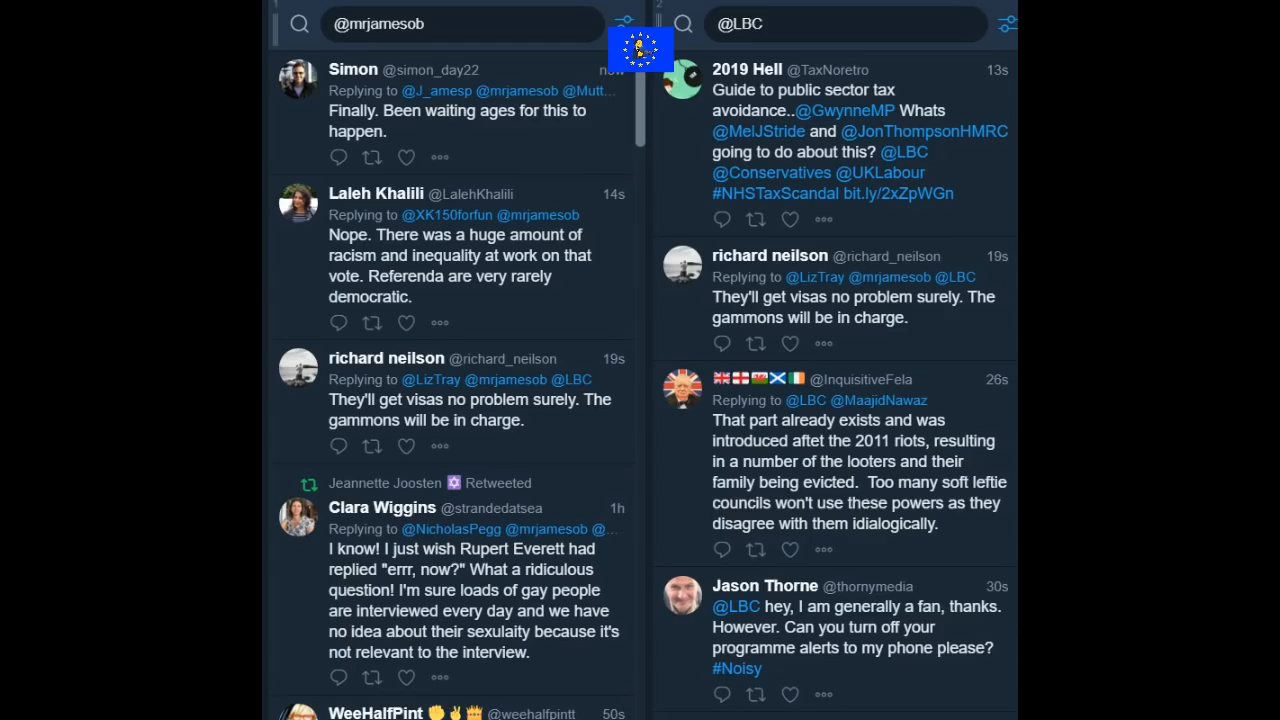 1
@mrjamesob
Simon @simon_day22
Replying to @J_amesp @mrjamesob @Mutt...
Finally. Been waiting ages for this to
happen.
Laleh Khalili @LalehKhalili 14s
Replying to @XK150forfun @mrjamesob
Nope. There was a huge amount of
racism and inequality at work on that
vote. Referenda are very rarely
democratic.
richard neilson @richard_neilson 19s
Replying to @LizTray @mrjamesob @LBC
They'll get visas no problem surely. The
gammons will be in charge.
Jeannette Joosten ✡ Retweeted
Clara Wiggins @strandedatsea 1h
Replying to @NicholasPegg @mrjamesob @...
I know! I just wish Rupert Everett had
replied "errr, now?" What a ridiculous
question! I'm sure loads of gay people
are interviewed every day and we have
no idea about their sexulaity because it's
not relevant to the interview.
WeeHalfPint ✊✌👑 @weehalfpintt 50s
2
@LBC
2019 Hell @TaxNoretro 13s
Guide to public sector tax
avoidance..@GwynneMP Whats
@MelJStride and @JonThompsonHMRC
going to do about this? @LBC
@Conservatives @UKLabour
#NHSTaxScandal bit.ly/2xZpWGn
richard neilson @richard_neilson 19s
Replying to @LizTray @mrjamesob @LBC
They'll get visas no problem surely. The
gammons will be in charge.
@InquisitiveFela 26s
Replying to @LBC @MaajidNawaz
That part already exists and was
introduced aftet the 2011 riots, resulting
in a number of the looters and their
family being evicted. Too many soft leftie
councils won't use these powers as they
disagree with them idialogically.
Jason Thorne @thornymedia 30s
@LBC hey, I am generally a fan, thanks.
However. Can you turn off your
programme alerts to my phone please?
#Noisy